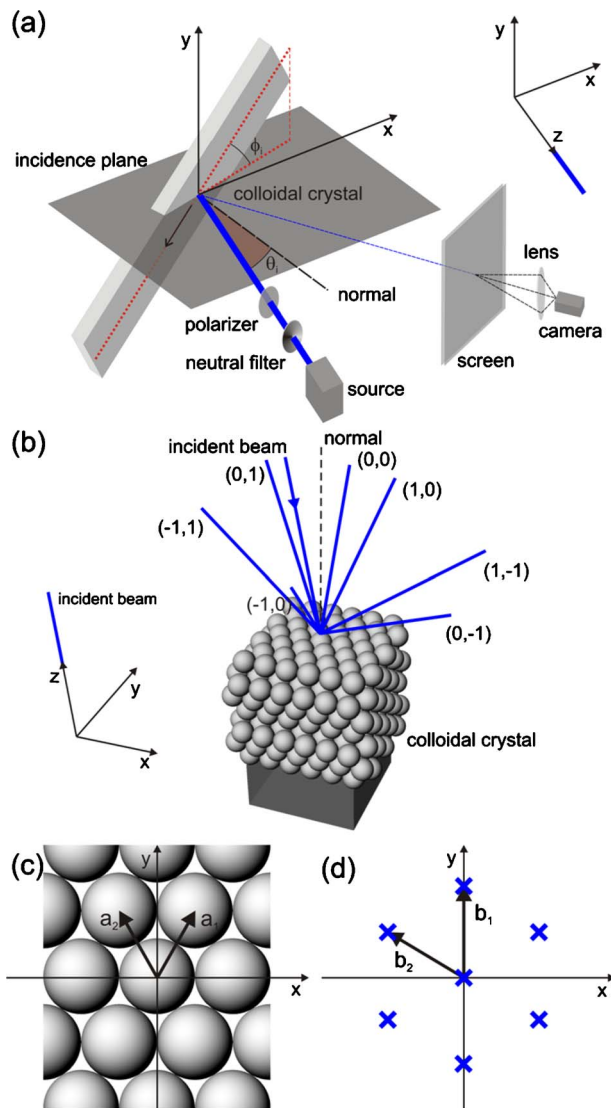 (a)
y
x
ϕi
incidence plane
colloidal crystal
θi
normal
polarizer
neutral filter
source
y
x
z
lens
camera
screen
(b)
incident beam
normal
(0,1)
(0,0)
(1,0)
(-1,1)
(1,-1)
(-1,0)
(0,-1)
incident beam
z
y
x
colloidal crystal
(c)
y
a2
a1
x
(d)
y
b1
b2
x